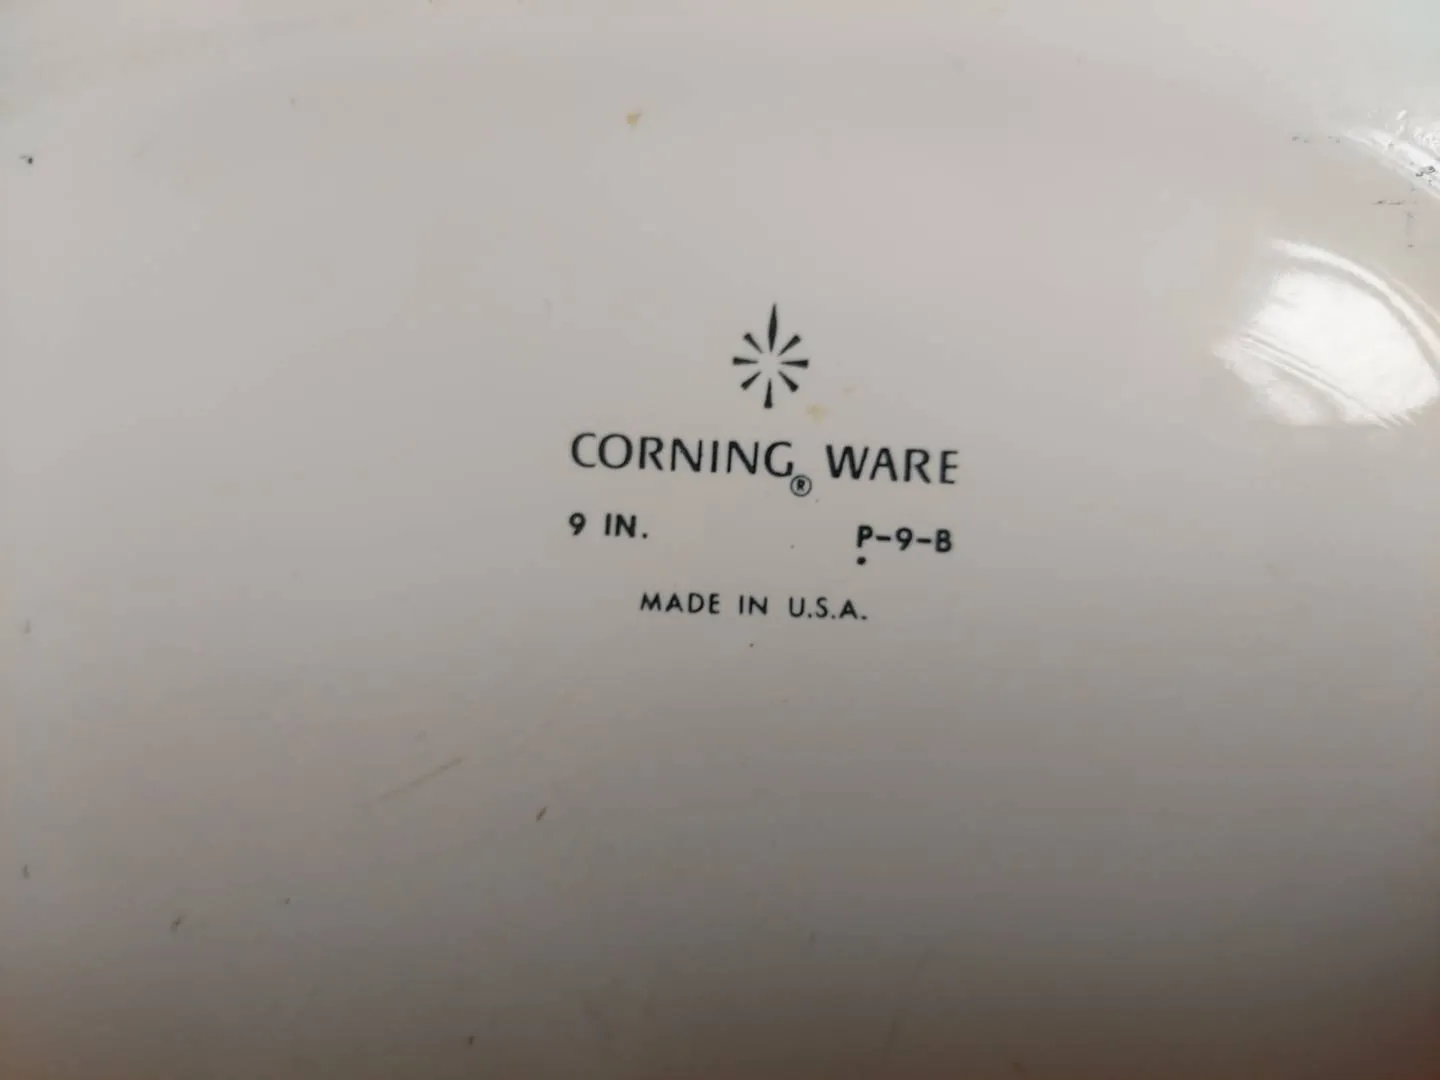 CORNING® WARE
9 IN. P-9-B
MADE IN U.S.A.